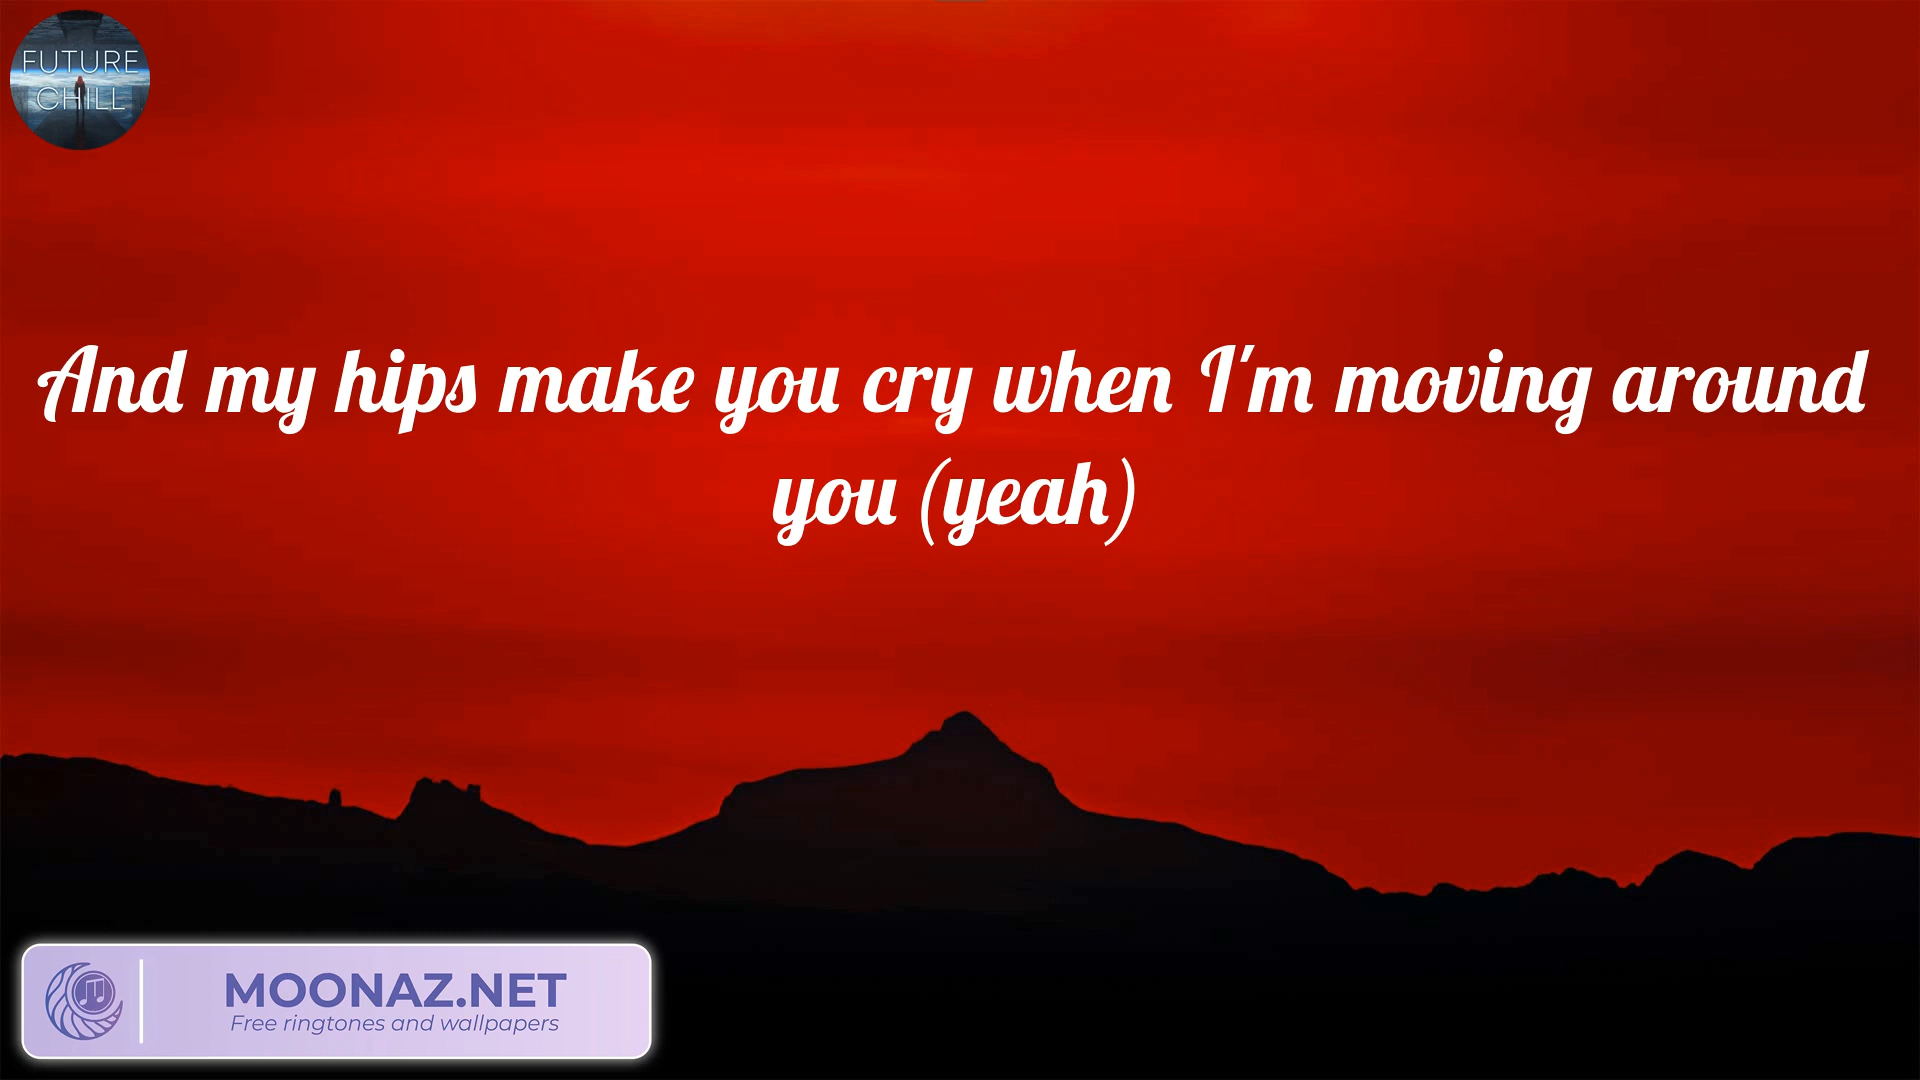 FUTURE
CHILL
And my hips make you cry when I'm moving around
you (yeah)
MOONAZ.NET
Free ringtones and wallpapers